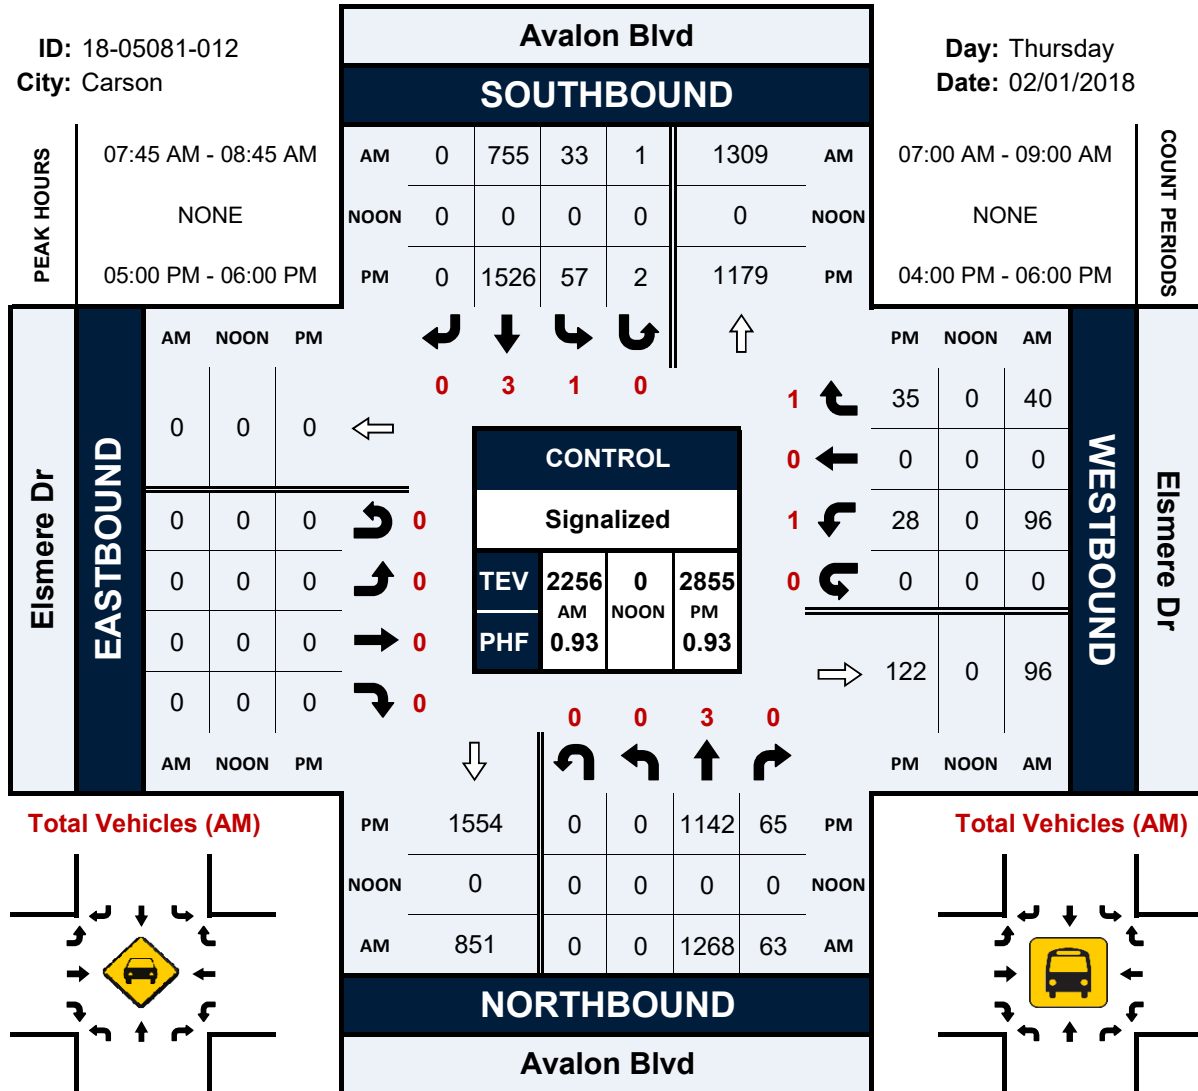 Avalon Blvd
ID: 18-05081-012
City: Carson
Day: Thursday
Date: 02/01/2018
SOUTHBOUND
PEAK HOURS
07:45 AM - 08:45 AM
NONE
05:00 PM - 06:00 PM
AM 0 755 33 1 1309 AM
NOON 0 0 0 0 0 NOON
PM 0 1526 57 2 1179 PM
07:00 AM - 09:00 AM
NONE
04:00 PM - 06:00 PM
COUNT PERIODS
0 3 1 0
Elsmere Dr
EASTBOUND
AM NOON PM
0 0 0
0 0 0 0
0 0 0 0
0 0 0 0
0 0 0 0
AM NOON PM
CONTROL
Signalized
TEV 2256 0 2855
AM NOON PM
PHF 0.93 0.93
PM NOON AM
1 35 0 40
0 0 0 0
1 28 0 96
0 0 0 0
122 0 96
PM NOON AM
WESTBOUND
Elsmere Dr
0 0 3 0
PM 1554 0 0 1142 65 PM
NOON 0 0 0 0 0 NOON
AM 851 0 0 1268 63 AM
NORTHBOUND
Avalon Blvd
Total Vehicles (AM)
Total Vehicles (AM)